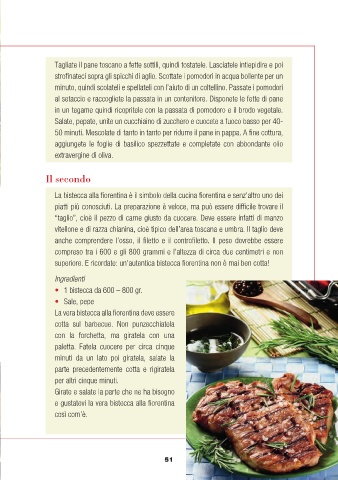 Tagliate il pane toscano a fette sottili, quindi tostatele. Lasciatele intiepidire e poi
strofinateci sopra gli spicchi di aglio. Scottate i pomodori in acqua bollente per un
minuto, quindi scolateli e spellateli con l'aiuto di un coltellino. Passate i pomodori
al setaccio e raccogliete la passata in un contenitore. Disponete le fette di pane
in un tegame quindi ricopritele con la passata di pomodoro e il brodo vegetale.
Salate, pepate, unite un cucchiaino di zucchero e cuocete a fuoco basso per 40-
50 minuti. Mescolate di tanto in tanto per ridurre il pane in pappa. A fine cottura,
aggiungete le foglie di basilico spezzettate e completate con abbondante olio
extravergine di oliva.
Il secondo
La bistecca alla fiorentina è il simbolo della cucina fiorentina e senz'altro uno dei
piatti più conosciuti. La preparazione è veloce, ma può essere difficile trovare il
"taglio", cioè il pezzo di carne giusto da cuocere. Deve essere infatti di manzo
vitellone e di razza chianina, cioè tipico dell'area toscana e umbra. Il taglio deve
anche comprendere l'osso, il filetto e il controfiletto. Il peso dovrebbe essere
compreso tra i 600 e gli 800 grammi e l'altezza di circa due centimetri e non
superiore. E ricordate: un'autentica bistecca fiorentina non è mai ben cotta!
Ingredienti
• 1 bistecca da 600 – 800 gr.
• Sale, pepe
La vera bistecca alla fiorentina deve essere
cotta sul barbecue. Non punzecchiatela
con la forchetta, ma giratela con una
paletta. Fatela cuocere per circa cinque
minuti da un lato poi giratela, salate la
parte precedentemente cotta e rigiratela
per altri cinque minuti.
Girate e salate la parte che ne ha bisogno
e gustatevi la vera bistecca alla fiorentina
così com'è.
51